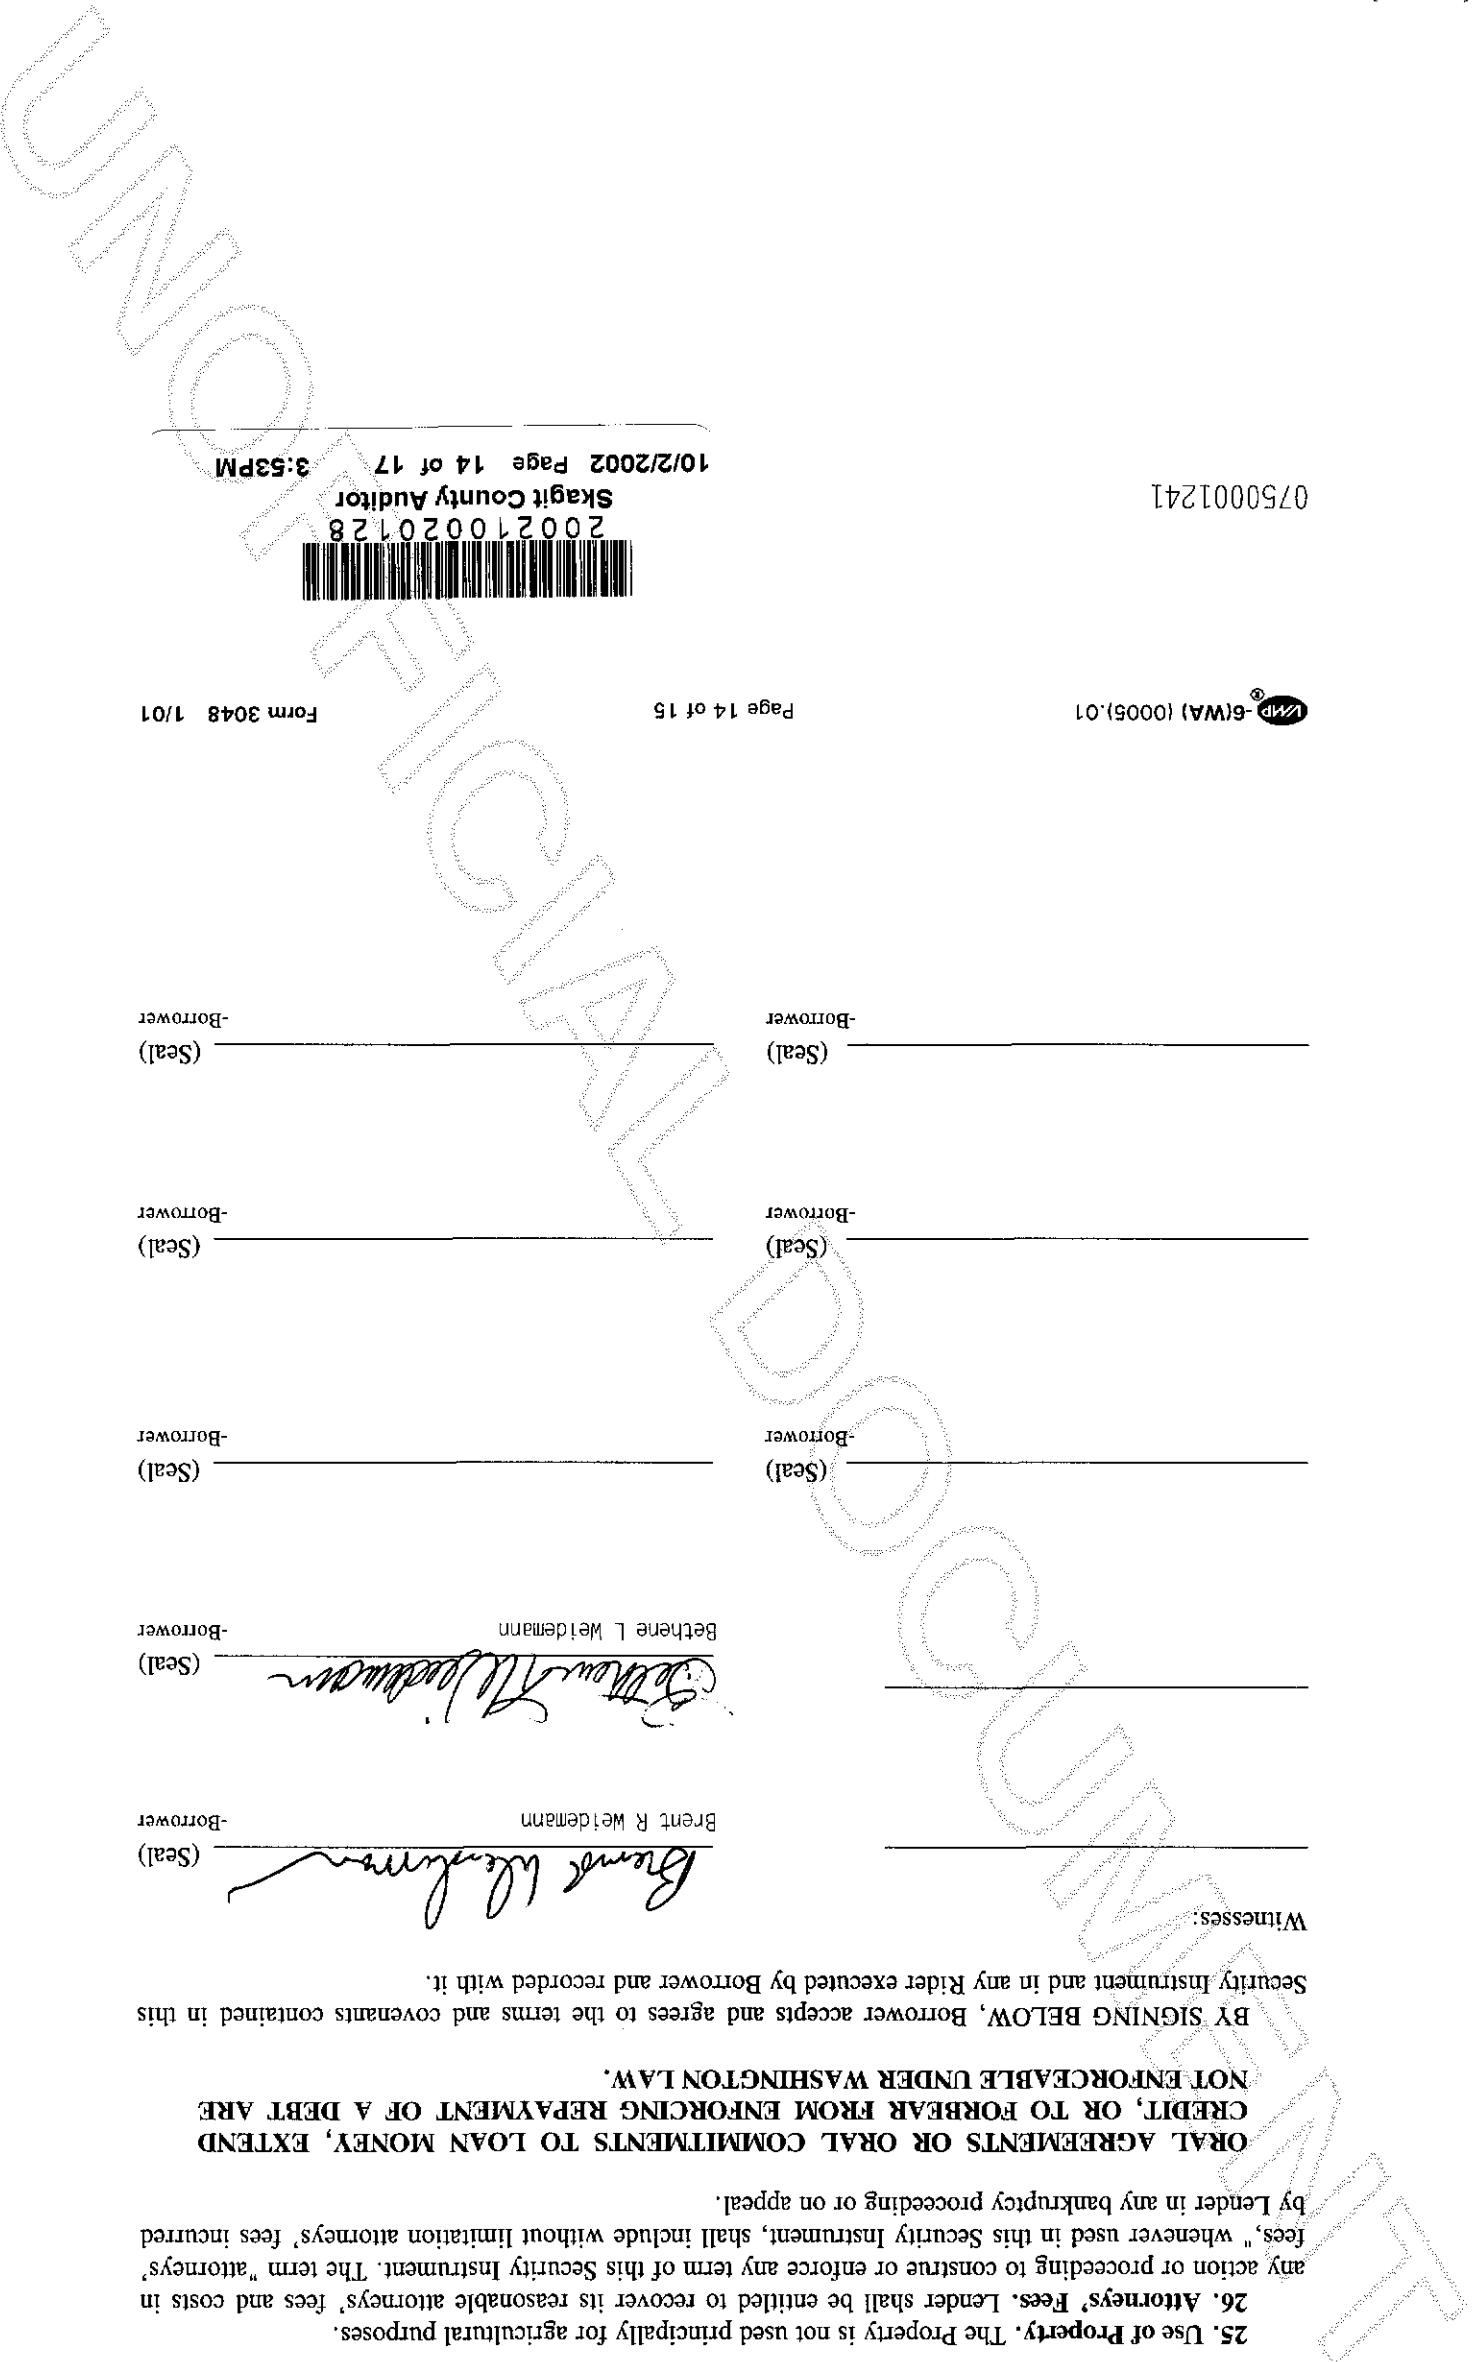 25. Use of Property. The Property is not used principally for agricultural purposes.
26. Attorneys' Fees. Lender shall be entitled to recover its reasonable attorneys' fees and costs in
any action or proceeding to construe or enforce any term of this Security Instrument. The term "attorneys'
fees," whenever used in this Security Instrument, shall include without limitation attorneys' fees incurred
by Lender in any bankruptcy proceeding or on appeal.
ORAL AGREEMENTS OR ORAL COMMITMENTS TO LOAN MONEY, EXTEND
CREDIT, OR TO FORBEAR FROM ENFORCING REPAYMENT OF A DEBT ARE
NOT ENFORCEABLE UNDER WASHINGTON LAW.
BY SIGNING BELOW, Borrower accepts and agrees to the terms and covenants contained in this
Security Instrument and in any Rider executed by Borrower and recorded with it.
Witnesses:
Brent Weidemann (Seal)
Brent R Weidemann -Borrower
Bethene L Weidemann (Seal)
Bethene L Weidemann -Borrower
(Seal) (Seal)
-Borrower -Borrower
(Seal) (Seal)
-Borrower -Borrower
(Seal) (Seal)
-Borrower -Borrower
VMP®-6(WA) (0005).01 Page 14 of 15 Form 3048 1/01
0750001241
200210020128
Skagit County Auditor
10/2/2002 Page 14 of 17 3:53PM
UNOFFICIAL DOCUMENT